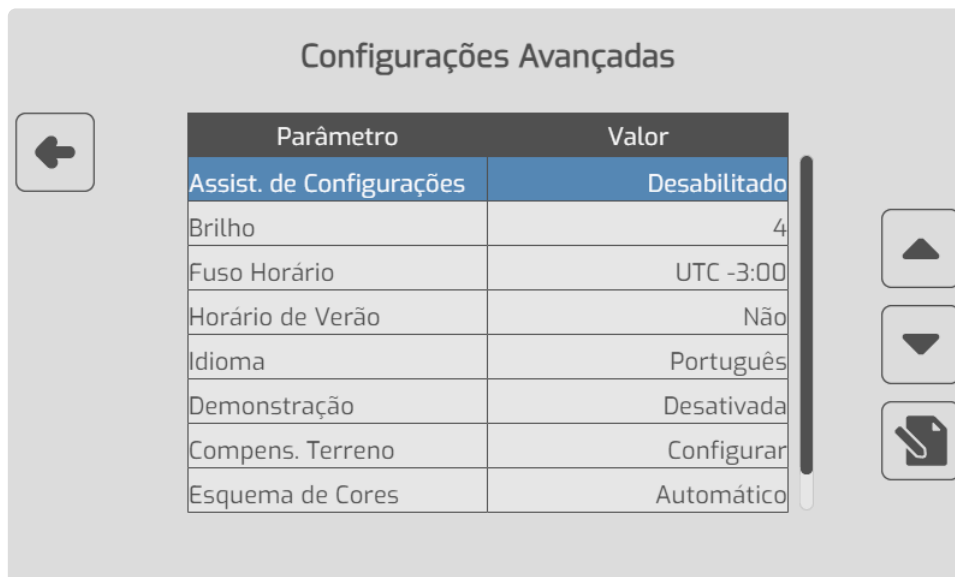 Configurações Avançadas
Parâmetro Valor
Assist. de Configurações Desabilitado
Brilho 4
Fuso Horário UTC -3:00
Horário de Verão Não
Idioma Português
Demonstração Desativada
Compens. Terreno Configurar
Esquema de Cores Automático